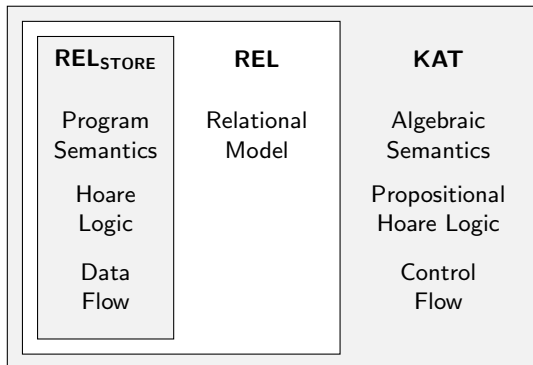 REL_STORE REL KAT
Program Relational Algebraic
Semantics Model Semantics
Hoare Propositional
Logic Hoare Logic
Data Control
Flow Flow